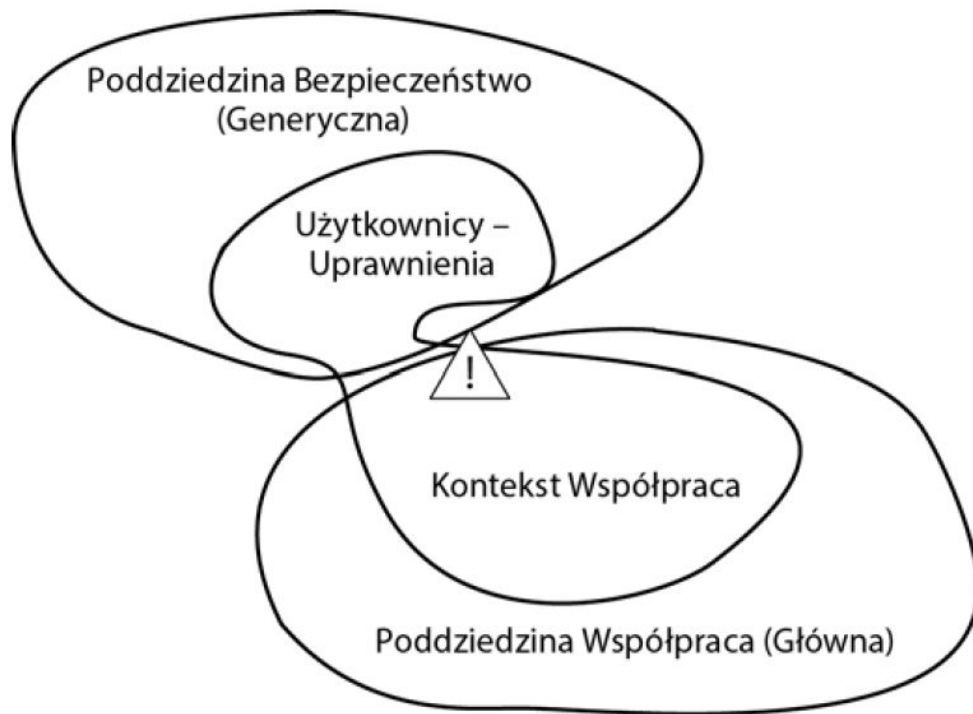 Poddziedzina Bezpieczeństwo
(Generyczna)
Użytkownicy –
Uprawnienia
!
Kontekst Współpraca
Poddziedzina Współpraca (Główna)